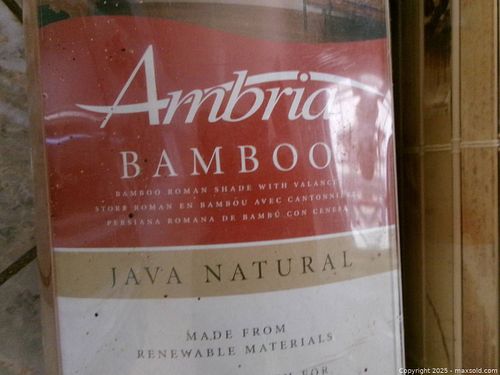 Ambria
BAMBOO
BAMBOO ROMAN SHADE WITH VALANCE
STORE ROMAN EN BAMBOU AVEC CANTONNIÈRE
PERSIANA ROMANA DE BAMBÚ CON CENEFA
JAVA NATURAL
MADE FROM
RENEWABLE MATERIALS
FOR
Copyright 2025 - maxsold.com